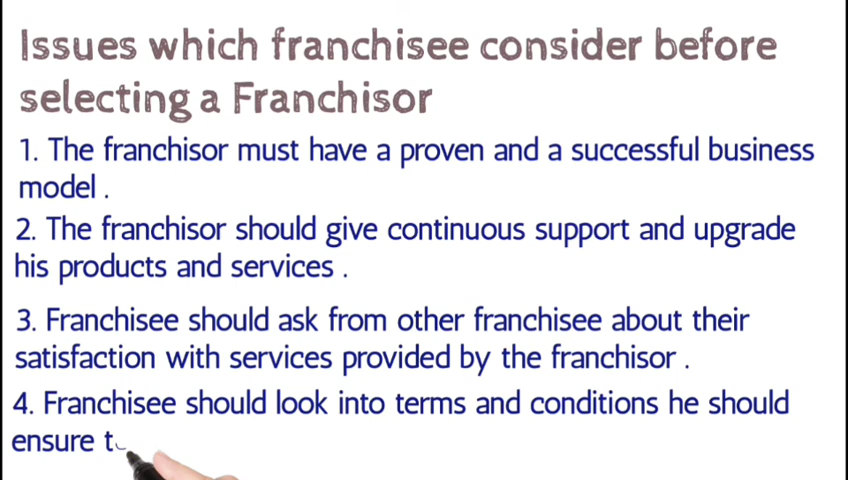 Issues which franchisee consider before
selecting a Franchisor
1. The franchisor must have a proven and a successful business
model .
2. The franchisor should give continuous support and upgrade
his products and services .
3. Franchisee should ask from other franchisee about their
satisfaction with services provided by the franchisor .
4. Franchisee should look into terms and conditions he should
ensure